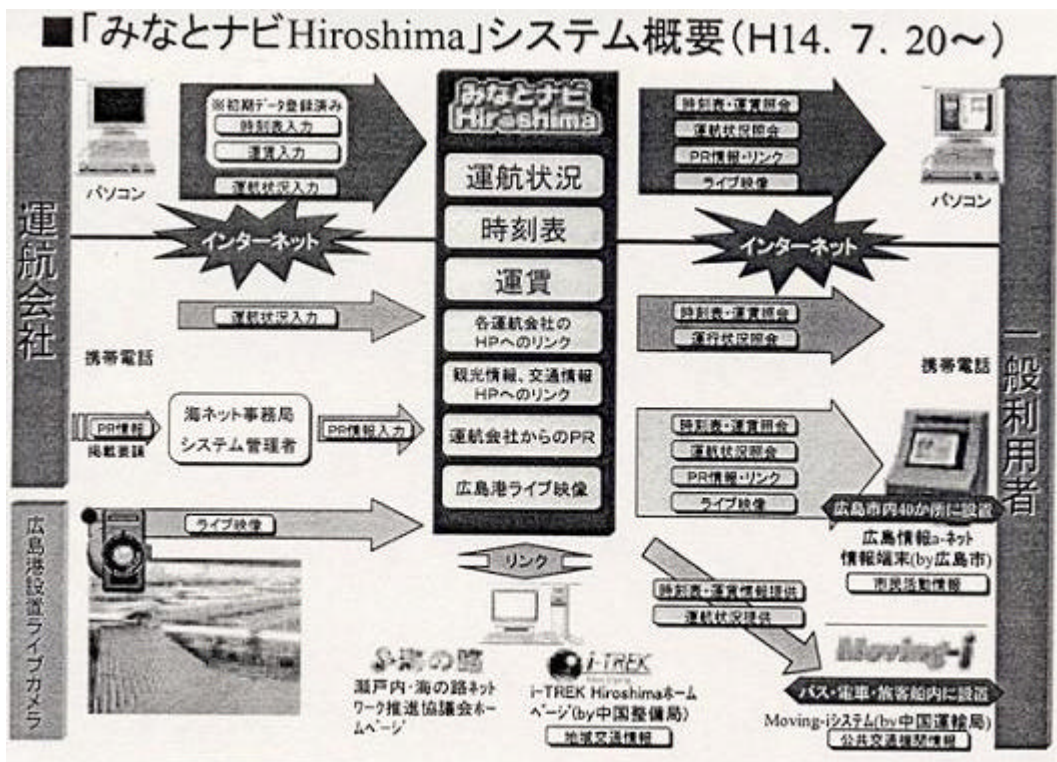 ■「みなとナビHiroshima」システム概要(H14. 7. 20～)
運航会社
パソコン
※初期データ登録済み
時刻表入力
運賃入力
運航状況入力
インターネット
運航状況入力
携帯電話
PR情報
掲載要請
海ネット事務局
システム管理者
PR情報入力
広島港設置ライブカメラ
ライブ映像
みなとナビ
Hiroshima
運航状況
時刻表
運賃
各運航会社の
HPへのリンク
観光情報、交通情報
HPへのリンク
運航会社からのPR
広島港ライブ映像
リンク
海の路
瀬戸内・海の路ネット
ワーク推進協議会ホー
ムページ
i-TREK
i-TREK Hiroshimaホーム
ページ(by中国整備局)
地域交通情報
時刻表・運賃照会
運航状況照会
PR情報・リンク
ライブ映像
インターネット
パソコン
時刻表・運賃照会
運行状況照会
携帯電話
時刻表・運賃照会
運航状況照会
PR情報・リンク
ライブ映像
広島市内40か所に設置
広島情報ユーネット
情報端末(by広島市)
市民活動情報
時刻表・運賃情報提供
運航状況提供
Moving-i
バス・電車・旅客船内に設置
Moving-iシステム(by中国運輸局)
公共交通機関情報
一般利用者